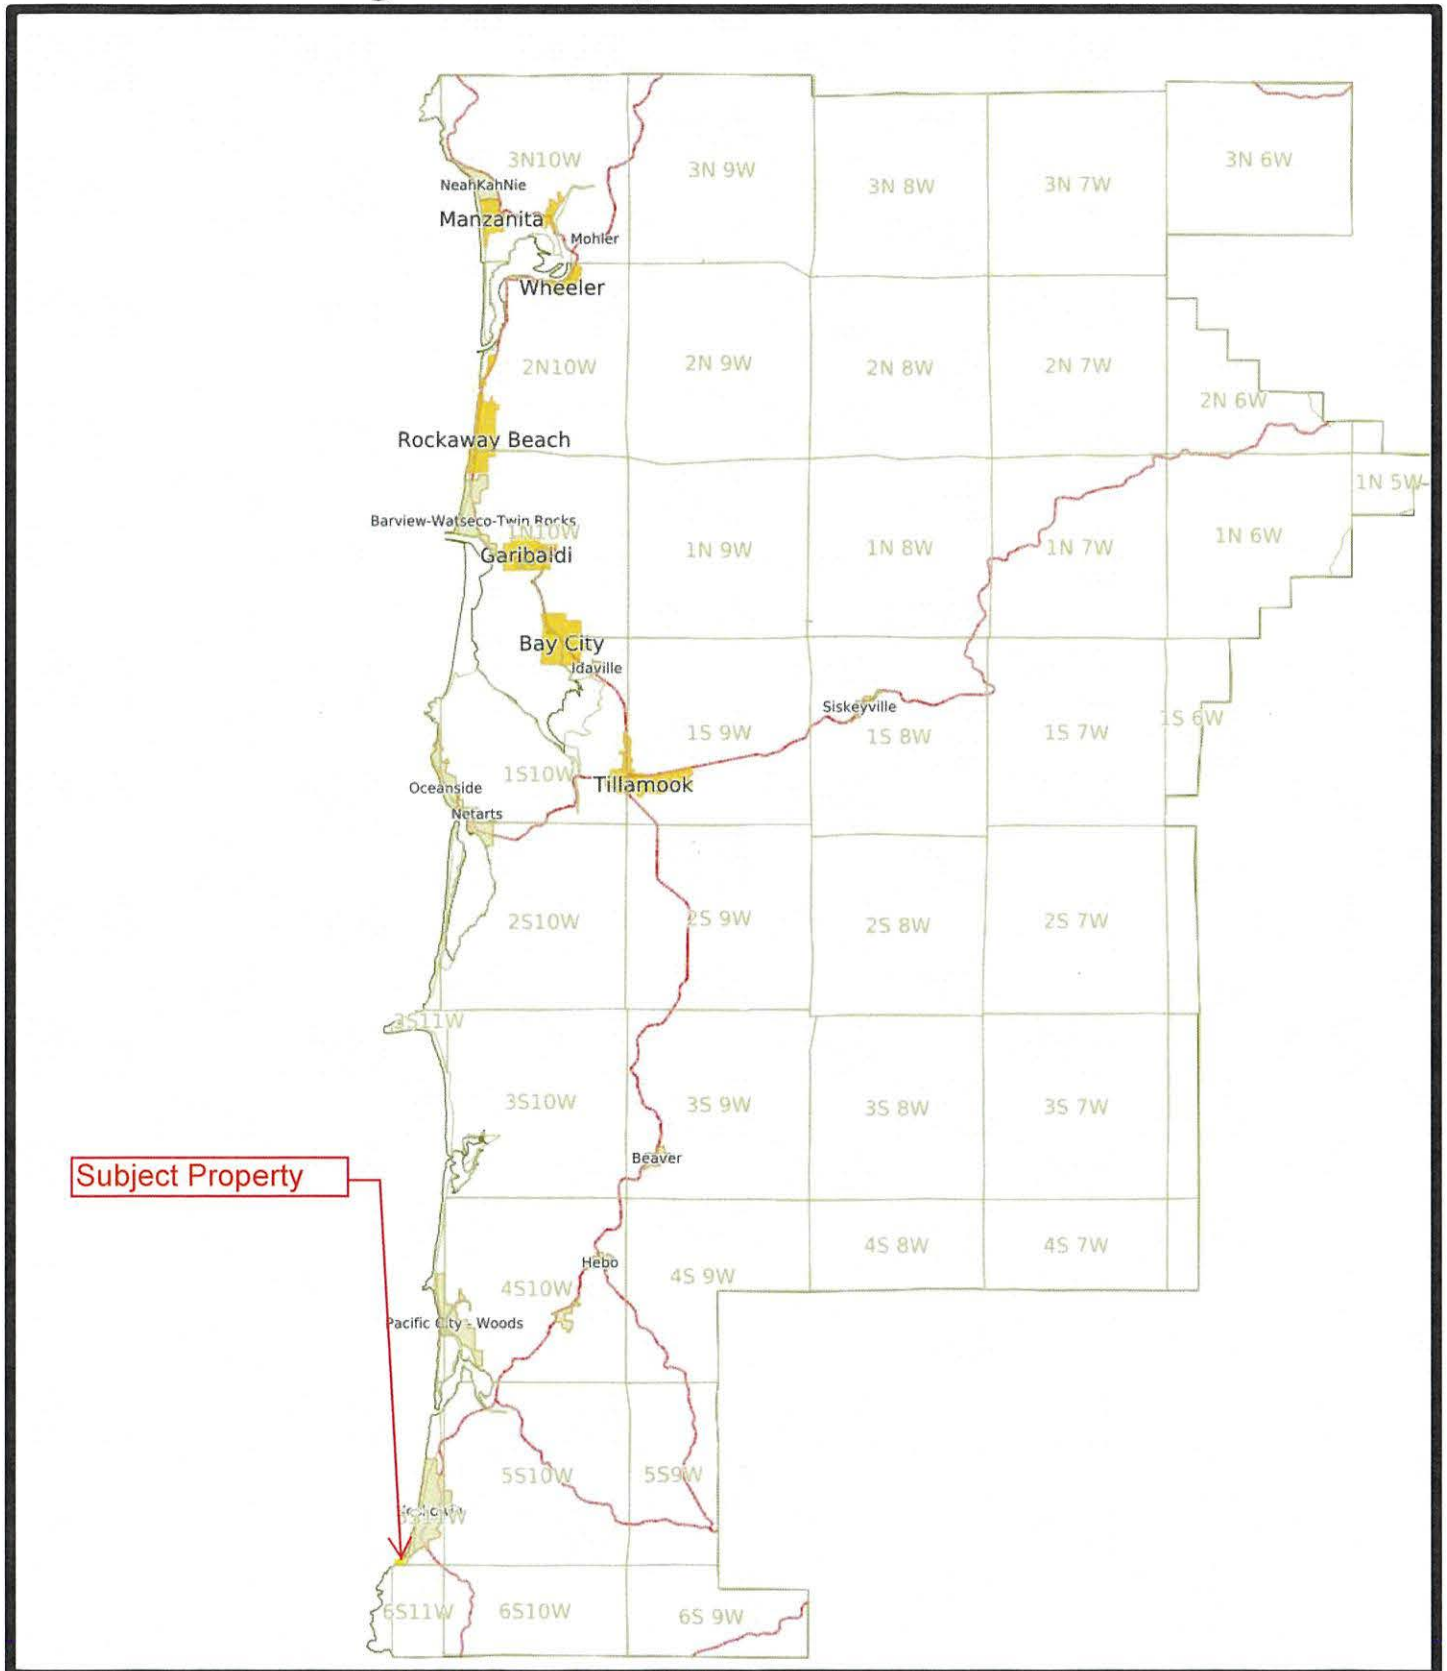 3N10W
3N 9W
3N 8W
3N 7W
3N 6W
NeahKahNie
Manzanita
Mohler
Wheeler
2N10W
2N 9W
2N 8W
2N 7W
2N 6W
Rockaway Beach
1N 5W
Barview-Watseco-Twin Rocks
1N10W
Garibaldi
1N 9W
1N 8W
1N 7W
1N 6W
Bay City
Idaville
Siskeyville
1S 9W
1S 8W
1S 7W
1S 6W
1S10W
Tillamook
Oceanside
Netarts
2S10W
2S 9W
2S 8W
2S 7W
3S11W
3S10W
3S 9W
3S 8W
3S 7W
Beaver
Subject Property
4S 8W
4S 7W
Hebo
4S10W
4S 9W
Pacific City - Woods
5S10W
5S9W
6S11W
6S10W
6S 9W